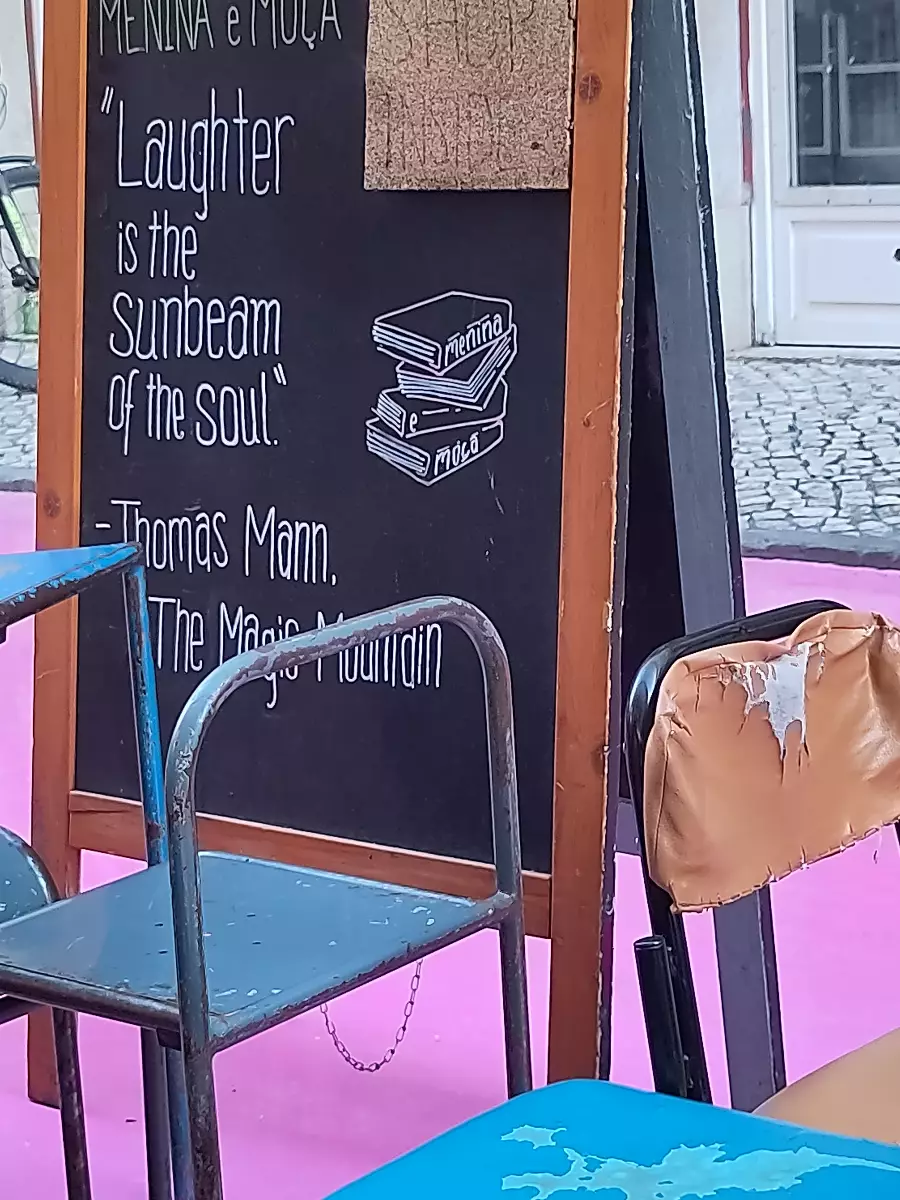 MENINA e MOÇA
"Laughter
is the
sunbeam
of the soul."
menina
e
moça
-Thomas Mann,
The Magic Mountain